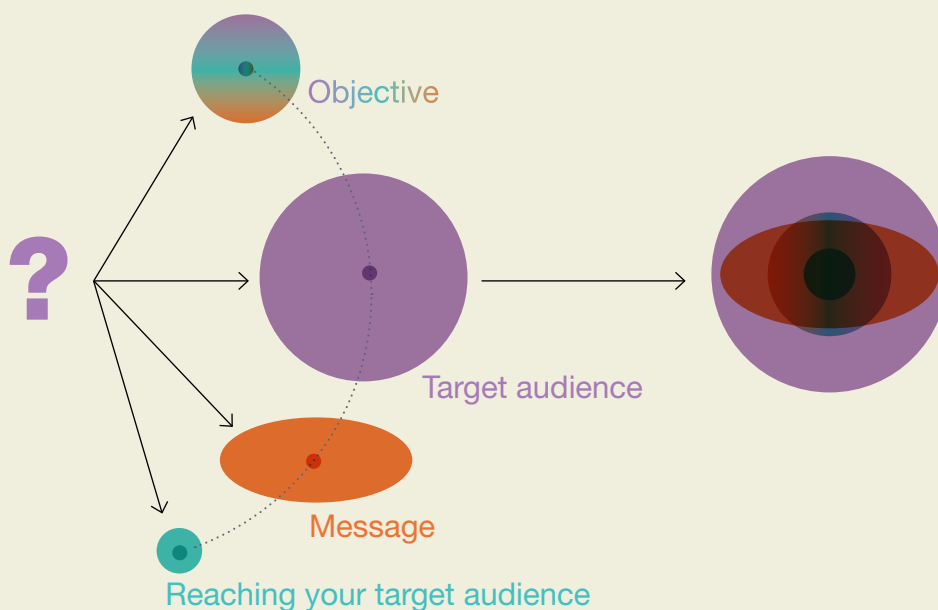 Objective
?
Target audience
Message
Reaching your target audience